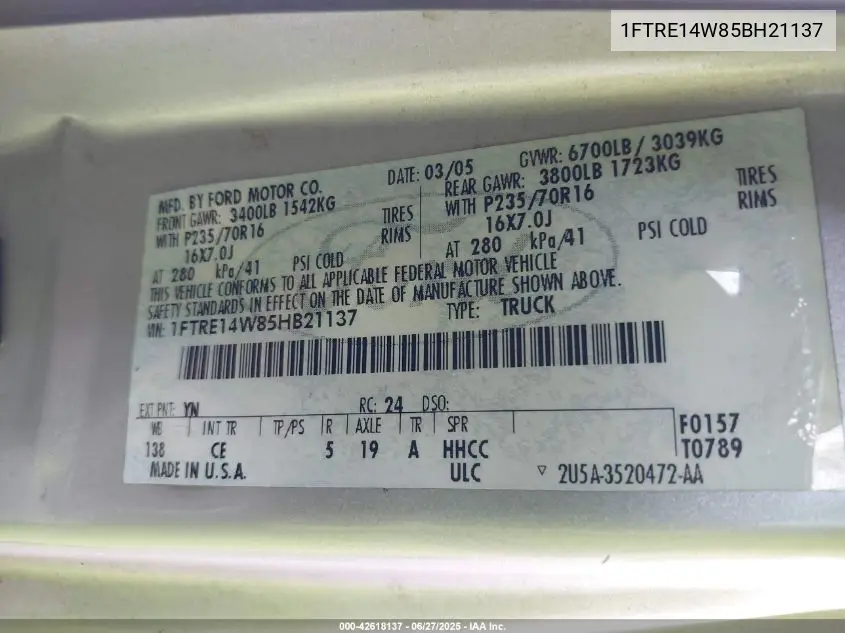 1FTRE14W85BH21137
MFD. BY FORD MOTOR CO. DATE: 03/05 GVWR: 6700LB / 3039KG
FRONT GAWR: 3400LB 1542KG REAR GAWR: 3800LB 1723KG
WITH P235/70R16 TIRES WITH P235/70R16 TIRES
16X7.0J RIMS 16X7.0J RIMS
AT 280 kPa/41 PSI COLD AT 280 kPa/41 PSI COLD
THIS VEHICLE CONFORMS TO ALL APPLICABLE FEDERAL MOTOR VEHICLE
SAFETY STANDARDS IN EFFECT ON THE DATE OF MANUFACTURE SHOWN ABOVE.
VIN: 1FTRE14W85HB21137 TYPE: TRUCK
EXT PNT: YN RC: 24 DSO:
WB INT TR TP/PS R AXLE TR SPR F0157
138 CE 5 19 A HHCC T0789
MADE IN U.S.A. ULC ▽ 2U5A-3520472-AA
000-42618137 - 06/27/2025 - IAA Inc.